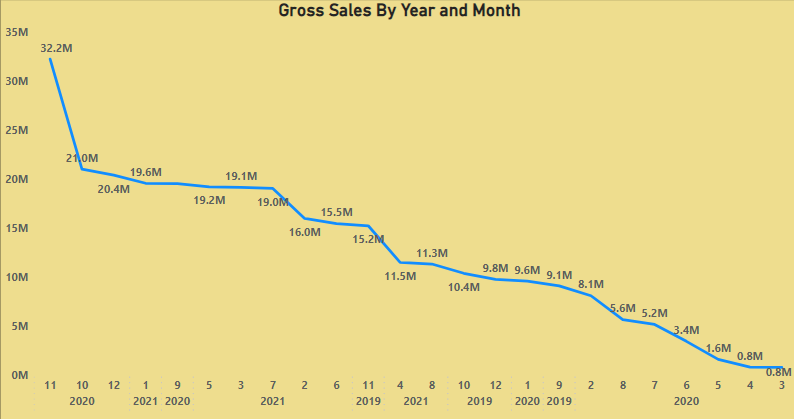 Gross Sales By Year and Month
35M
30M
25M
20M
15M
10M
5M
0M
32.2M
21.0M
20.4M
19.6M
19.2M
19.1M
19.0M
16.0M
15.5M
15.2M
11.5M
11.3M
10.4M
9.8M
9.6M
9.1M
8.1M
5.6M
5.2M
3.4M
1.6M
0.8M
0.8M
11 10 12 1 9 5 3 7 2 6 11 4 8 10 12 1 9 2 8 7 6 5 4 3
2020 2021 2020 2021 2019 2021 2019 2020 2019 2020